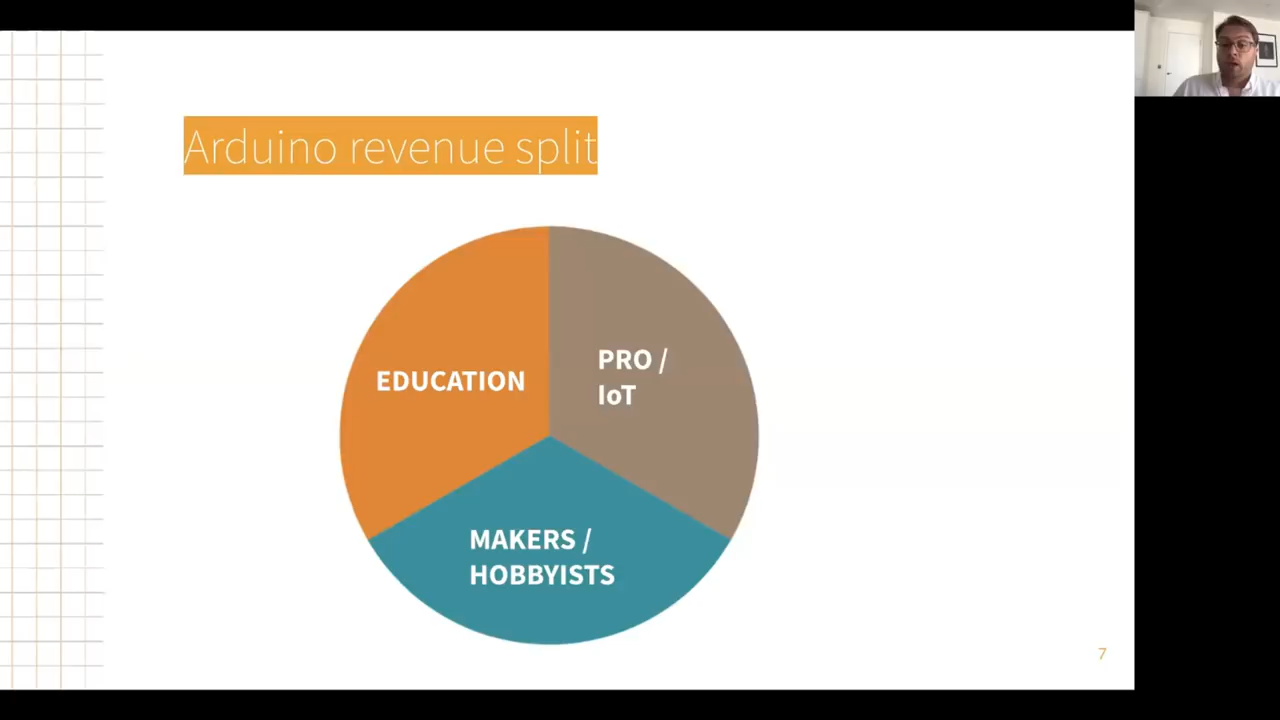 Arduino revenue split
EDUCATION
PRO /
IoT
MAKERS /
HOBBYISTS
7